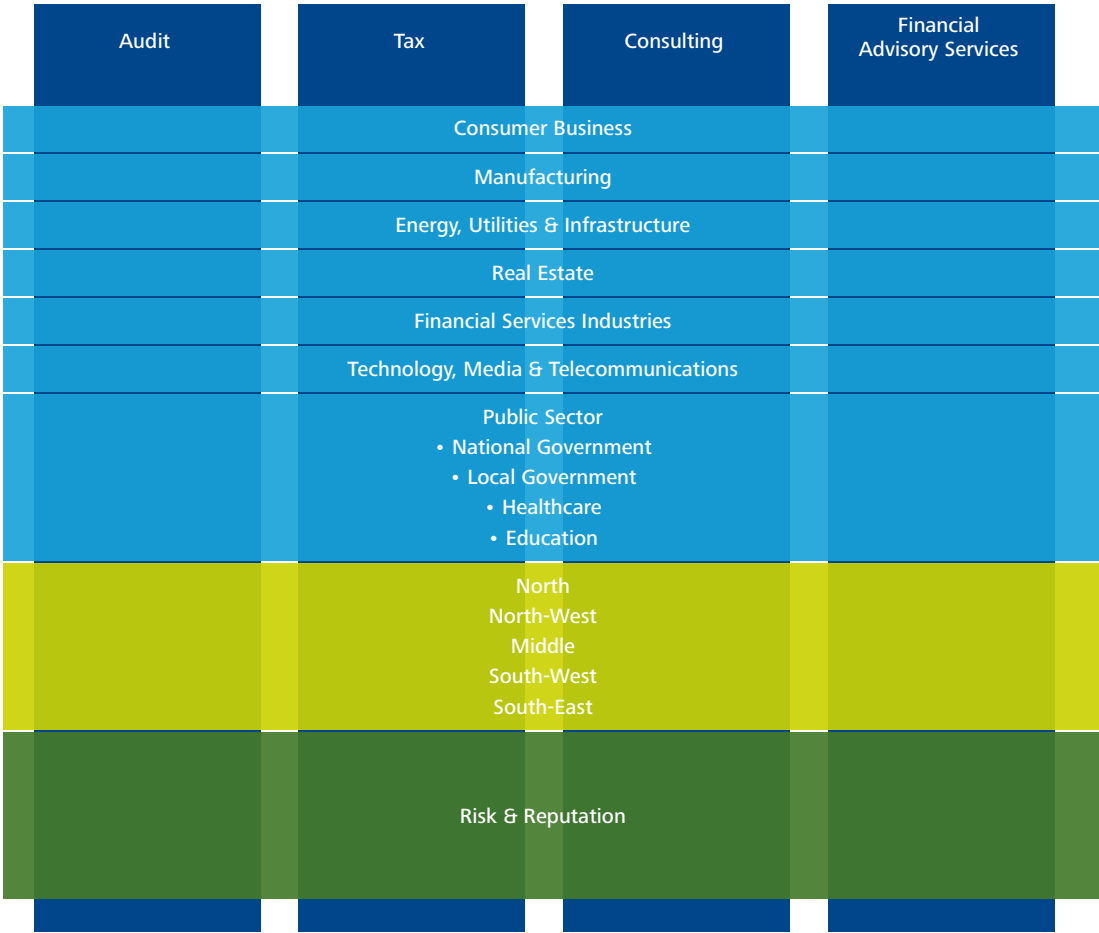 Audit
Tax
Consulting
Financial
Advisory Services
Consumer Business
Manufacturing
Energy, Utilities & Infrastructure
Real Estate
Financial Services Industries
Technology, Media & Telecommunications
Public Sector
• National Government
• Local Government
• Healthcare
• Education
North
North-West
Middle
South-West
South-East
Risk & Reputation